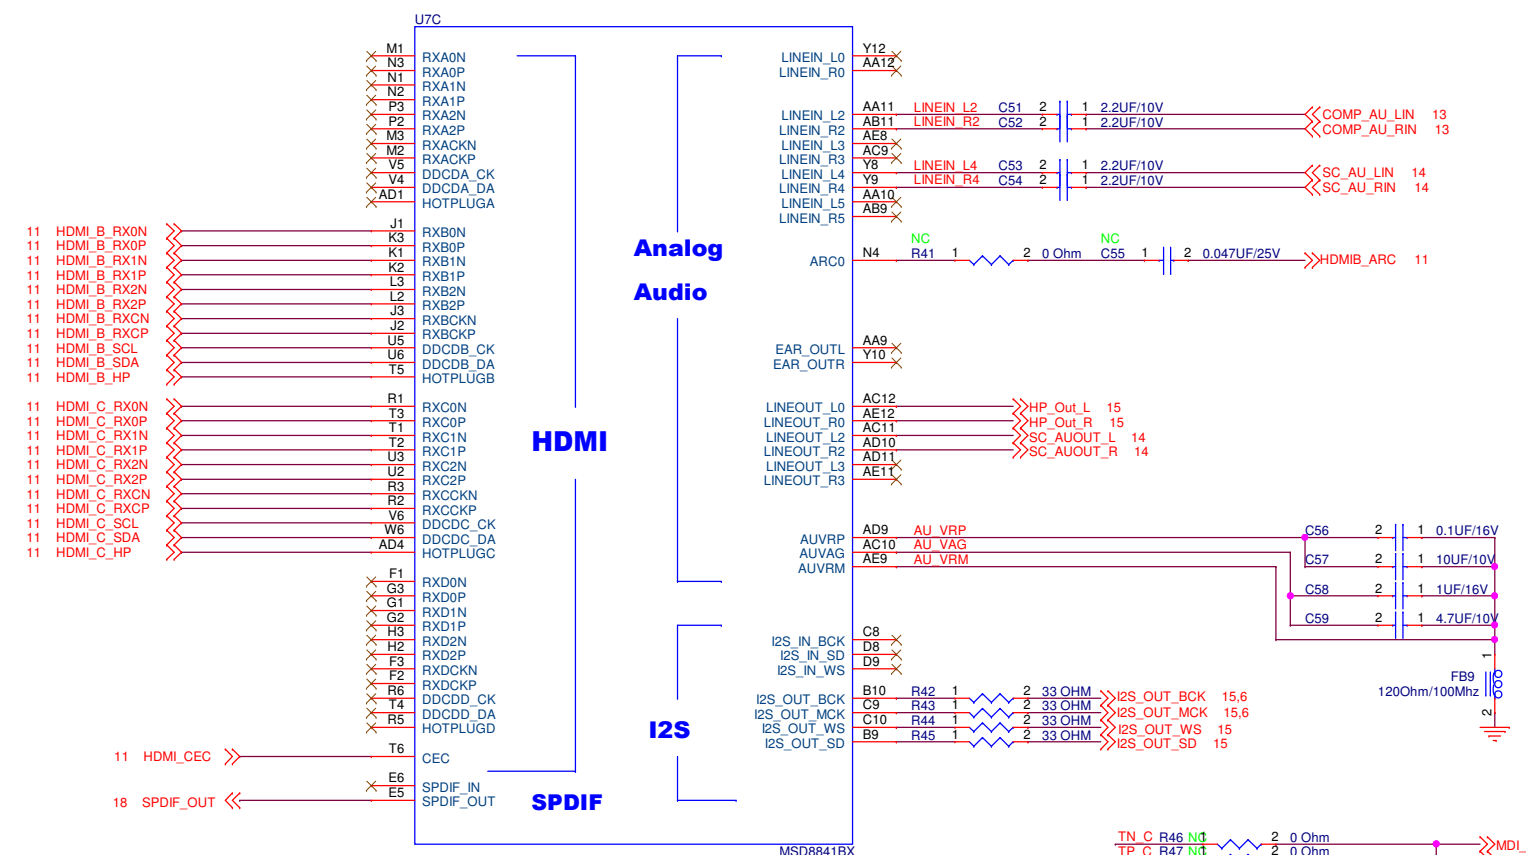 U7C
M1 RXA0N
N3 RXA0P
N1 RXA1N
N2 RXA1P
P3 RXA2N
P2 RXA2P
M3 RXACKN
M2 RXACKP
V5 DDCDA_CK
V4 DDCDA_DA
AD1 HOTPLUGA
11 HDMI_B_RX0N J1 RXB0N
11 HDMI_B_RX0P K3 RXB0P
11 HDMI_B_RX1N K1 RXB1N
11 HDMI_B_RX1P K2 RXB1P
11 HDMI_B_RX2N L3 RXB2N
11 HDMI_B_RX2P L2 RXB2P
11 HDMI_B_RXCN J3 RXBCKN
11 HDMI_B_RXCP J2 RXBCKP
11 HDMI_B_SCL U5 DDCDB_CK
11 HDMI_B_SDA U6 DDCDB_DA
11 HDMI_B_HP T5 HOTPLUGB
11 HDMI_C_RX0N R1 RXC0N
11 HDMI_C_RX0P T3 RXC0P
11 HDMI_C_RX1N T1 RXC1N
11 HDMI_C_RX1P T2 RXC1P
11 HDMI_C_RX2N U3 RXC2N
11 HDMI_C_RX2P U2 RXC2P
11 HDMI_C_RXCN R3 RXCCKN
11 HDMI_C_RXCP R2 RXCCKP
11 HDMI_C_SCL V6 DDCDC_CK
11 HDMI_C_SDA W6 DDCDC_DA
11 HDMI_C_HP AD4 HOTPLUGC
F1 RXD0N
G3 RXD0P
G1 RXD1N
G2 RXD1P
H3 RXD2N
H2 RXD2P
F3 RXDCKN
F2 RXDCKP
R6 DDCDD_CK
T4 DDCDD_DA
R5 HOTPLUGD
11 HDMI_CEC T6 CEC
E6 SPDIF_IN
18 SPDIF_OUT E5 SPDIF_OUT
HDMI
SPDIF
Analog
Audio
I2S
LINEIN_L0 Y12
LINEIN_R0 AA12
LINEIN_L2 AA11 LINEIN_L2 C51 2 1 2.2UF/10V COMP_AU_LIN 13
LINEIN_R2 AB11 LINEIN_R2 C52 2 1 2.2UF/10V COMP_AU_RIN 13
LINEIN_L3 AE8
LINEIN_R3 AC9
LINEIN_L4 Y8 LINEIN_L4 C53 2 1 2.2UF/10V SC_AU_LIN 14
LINEIN_R4 Y9 LINEIN_R4 C54 2 1 2.2UF/10V SC_AU_RIN 14
LINEIN_L5 AA10
LINEIN_R5 AB9
NC NC
ARC0 N4 R41 1 2 0 Ohm C55 1 2 0.047UF/25V HDMIB_ARC 11
EAR_OUTL AA9
EAR_OUTR Y10
LINEOUT_L0 AC12 HP_Out_L 15
LINEOUT_R0 AE12 HP_Out_R 15
LINEOUT_L2 AC11 SC_AUOUT_L 14
LINEOUT_R2 AD10 SC_AUOUT_R 14
LINEOUT_L3 AD11
LINEOUT_R3 AE11
AUVRP AD9 AU_VRP C56 2 1 0.1UF/16V
AUVAG AC10 AU_VAG C57 2 1 10UF/10V
AUVRM AE9 AU_VRM C58 2 1 1UF/16V
C59 2 1 4.7UF/10V
1
FB9
120Ohm/100Mhz
2
I2S_IN_BCK C8
I2S_IN_SD D8
I2S_IN_WS D9
I2S_OUT_BCK B10 R42 1 2 33 OHM I2S_OUT_BCK 15,6
I2S_OUT_MCK C9 R43 1 2 33 OHM I2S_OUT_MCK 15,6
I2S_OUT_WS C10 R44 1 2 33 OHM I2S_OUT_WS 15
I2S_OUT_SD B9 R45 1 2 33 OHM I2S_OUT_SD 15
MSD8841BX
TN_C R46 NC 1 2 0 Ohm MDI_
TP_C R47 NC 1 2 0 Ohm